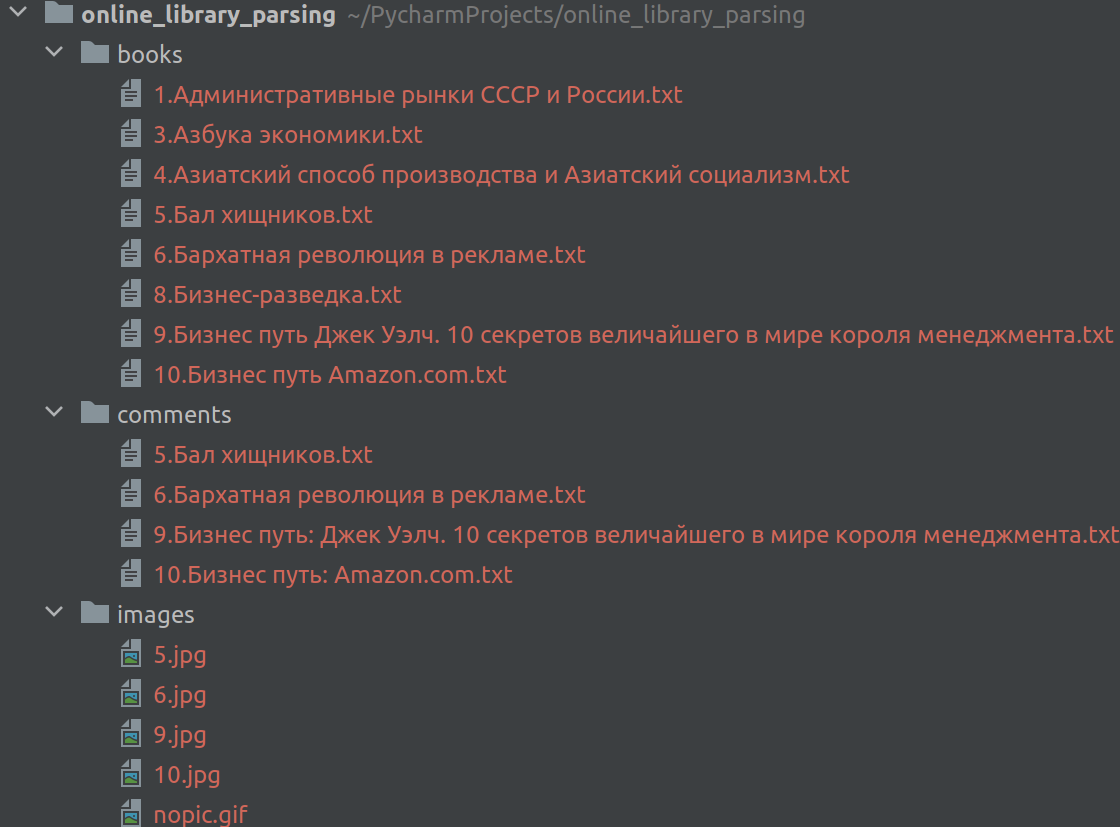 online_library_parsing ~/PycharmProjects/online_library_parsing
books
1.Административные рынки СССР и России.txt
3.Азбука экономики.txt
4.Азиатский способ производства и Азиатский социализм.txt
5.Бал хищников.txt
6.Бархатная революция в рекламе.txt
8.Бизнес-разведка.txt
9.Бизнес путь Джек Уэлч. 10 секретов величайшего в мире короля менеджмента.txt
10.Бизнес путь Amazon.com.txt
comments
5.Бал хищников.txt
6.Бархатная революция в рекламе.txt
9.Бизнес путь: Джек Уэлч. 10 секретов величайшего в мире короля менеджмента.txt
10.Бизнес путь: Amazon.com.txt
images
5.jpg
6.jpg
9.jpg
10.jpg
nopic.gif